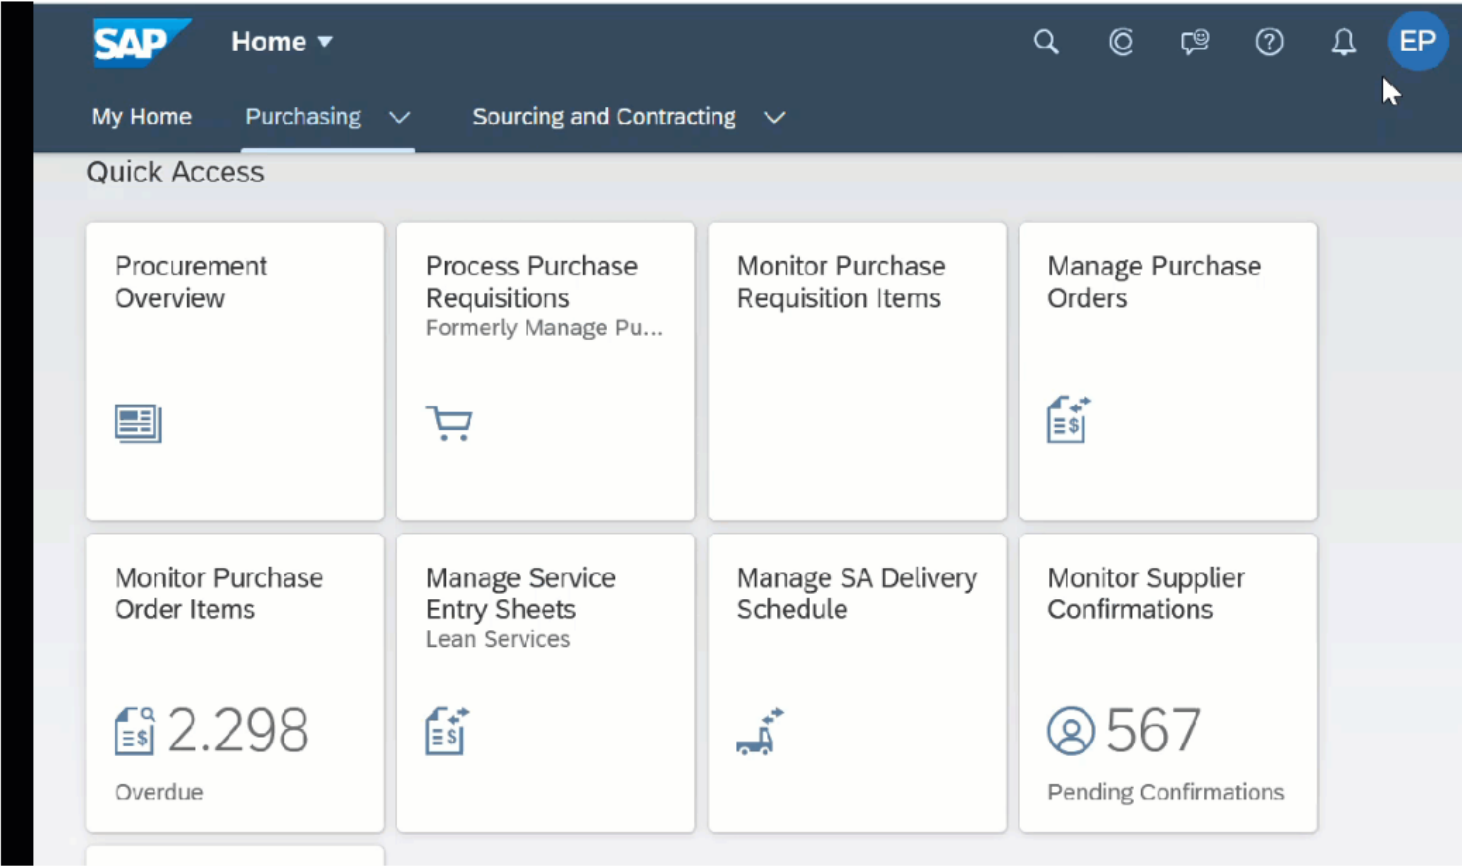 SAP Home
EP
My Home Purchasing Sourcing and Contracting
Quick Access
Procurement
Overview
Process Purchase
Requisitions
Formerly Manage Pu...
Monitor Purchase
Requisition Items
Manage Purchase
Orders
Monitor Purchase
Order Items
2.298
Overdue
Manage Service
Entry Sheets
Lean Services
Manage SA Delivery
Schedule
Monitor Supplier
Confirmations
567
Pending Confirmations